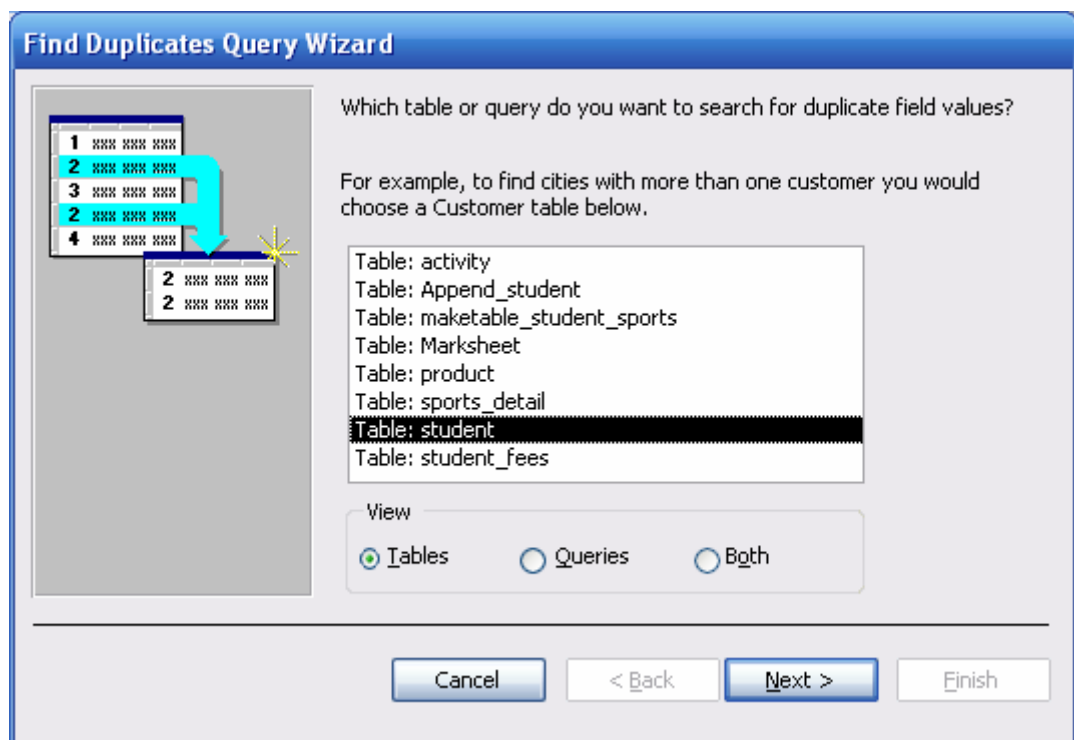 Find Duplicates Query Wizard
Which table or query do you want to search for duplicate field values?
For example, to find cities with more than one customer you would
choose a Customer table below.
1 xxx xxx xxx
2 xxx xxx xxx
3 xxx xxx xxx
2 xxx xxx xxx
4 xxx xxx xxx
2 xxx xxx xxx
2 xxx xxx xxx
Table: activity
Table: Append_student
Table: maketable_student_sports
Table: Marksheet
Table: product
Table: sports_detail
Table: student
Table: student_fees
View
Tables
Queries
Both
Cancel
< Back
Next >
Finish